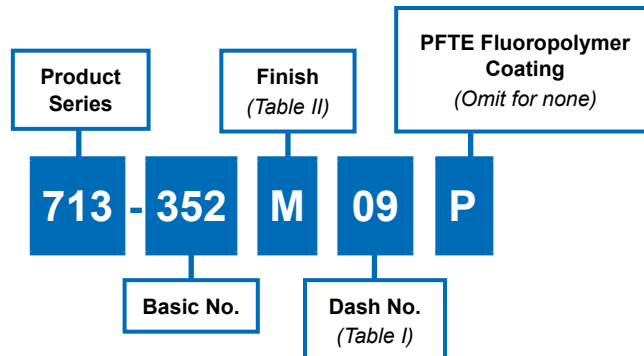 PFTE Fluoropolymer
Coating
(Omit for none)
Product
Series
Finish
(Table II)
713 - 352 M 09 P
Basic No.
Dash No.
(Table I)